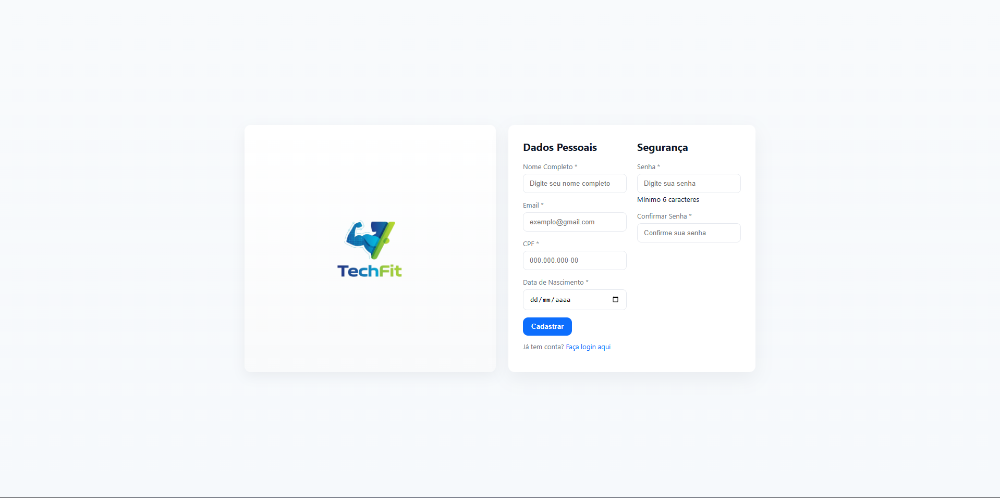 TechFit
Dados Pessoais
Nome Completo *
Digite seu nome completo
Email *
exemplo@gmail.com
CPF *
000.000.000-00
Data de Nascimento *
dd/mm/aaaa
Cadastrar
Já tem conta? Faça login aqui
Segurança
Senha *
Digite sua senha
Mínimo 6 caracteres
Confirmar Senha *
Confirme sua senha